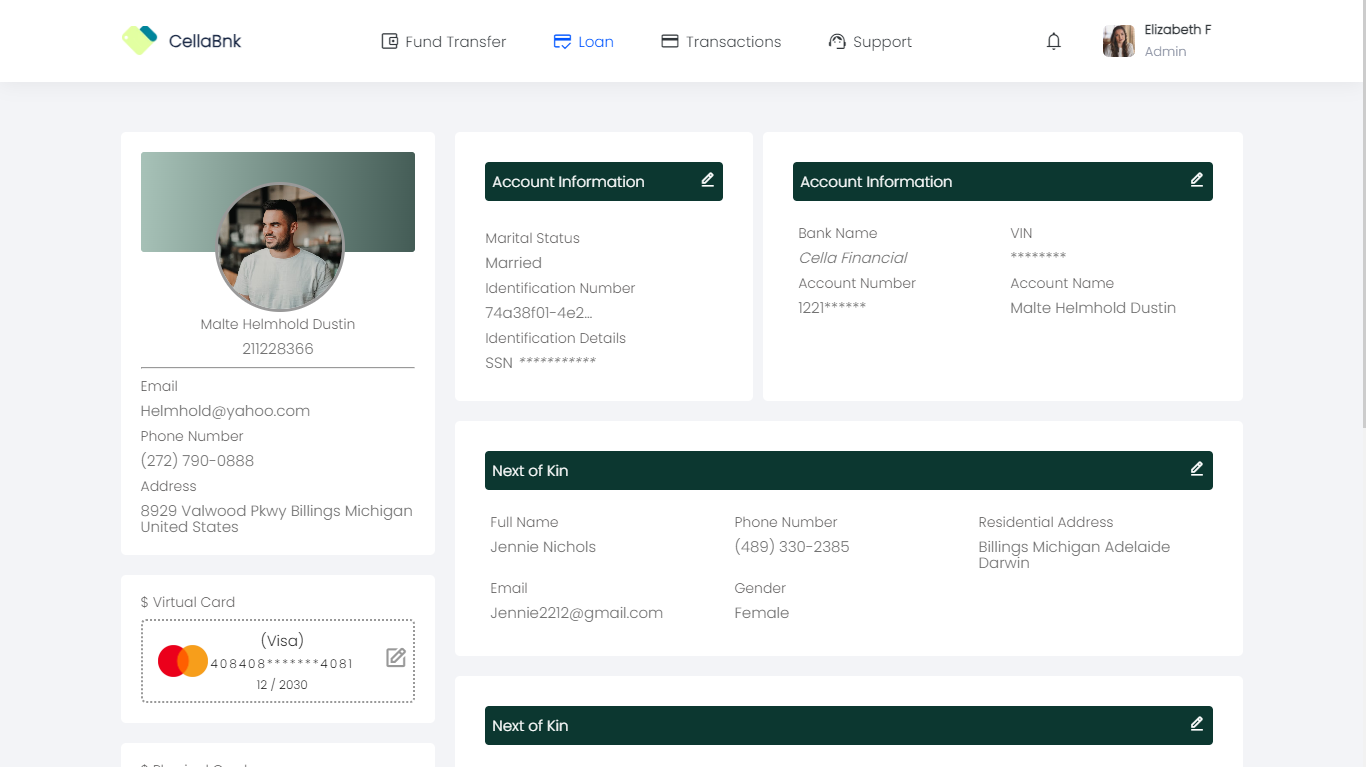 CellaBnk
Fund Transfer
Loan
Transactions
Support
Elizabeth F
Admin
Malte Helmhold Dustin
211228366
Email
Helmhold@yahoo.com
Phone Number
(272) 790-0888
Address
8929 Valwood Pkwy Billings Michigan
United States
$ Virtual Card
(Visa)
408408*******4081
12 / 2030
Account Information
Marital Status
Married
Identification Number
74a38f01-4e2...
Identification Details
SSN ***********
Account Information
Bank Name
Cella Financial
VIN
********
Account Number
1221******
Account Name
Malte Helmhold Dustin
Next of Kin
Full Name
Jennie Nichols
Phone Number
(489) 330-2385
Residential Address
Billings Michigan Adelaide
Darwin
Email
Jennie2212@gmail.com
Gender
Female
Next of Kin